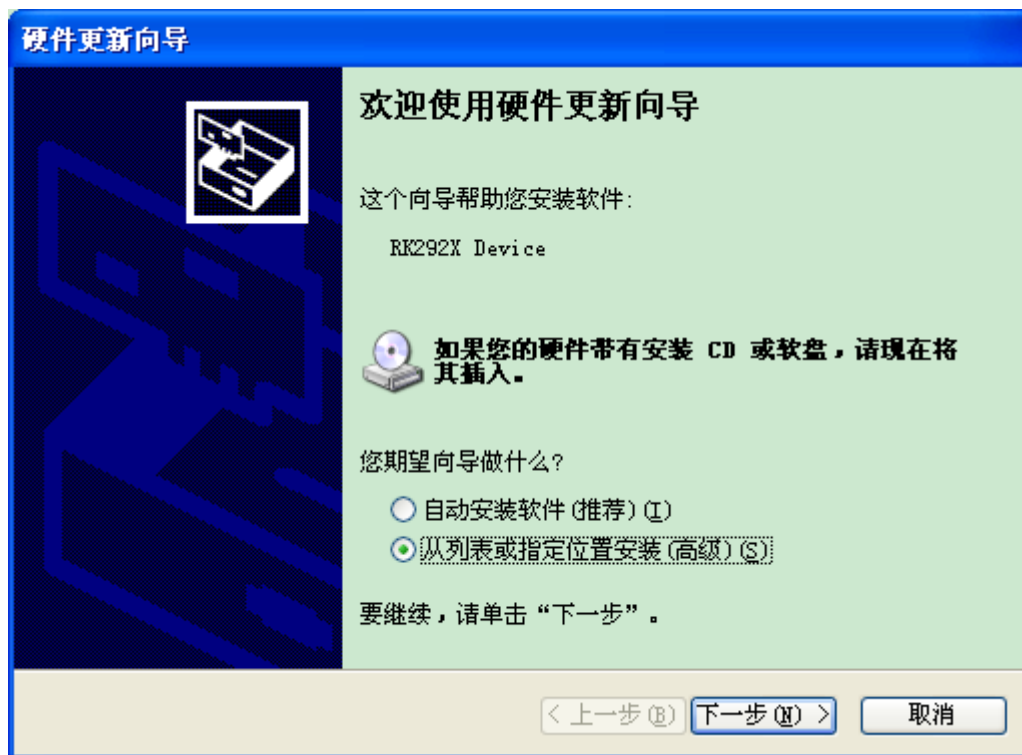 硬件更新向导
欢迎使用硬件更新向导
这个向导帮助您安装软件:
RK292X Device
如果您的硬件带有安装 CD 或软盘，请现在将
其插入。
您期望向导做什么?
自动安装软件(推荐)(I)
从列表或指定位置安装(高级)(S)
要继续，请单击“下一步”。
< 上一步(B)
下一步(N) >
取消